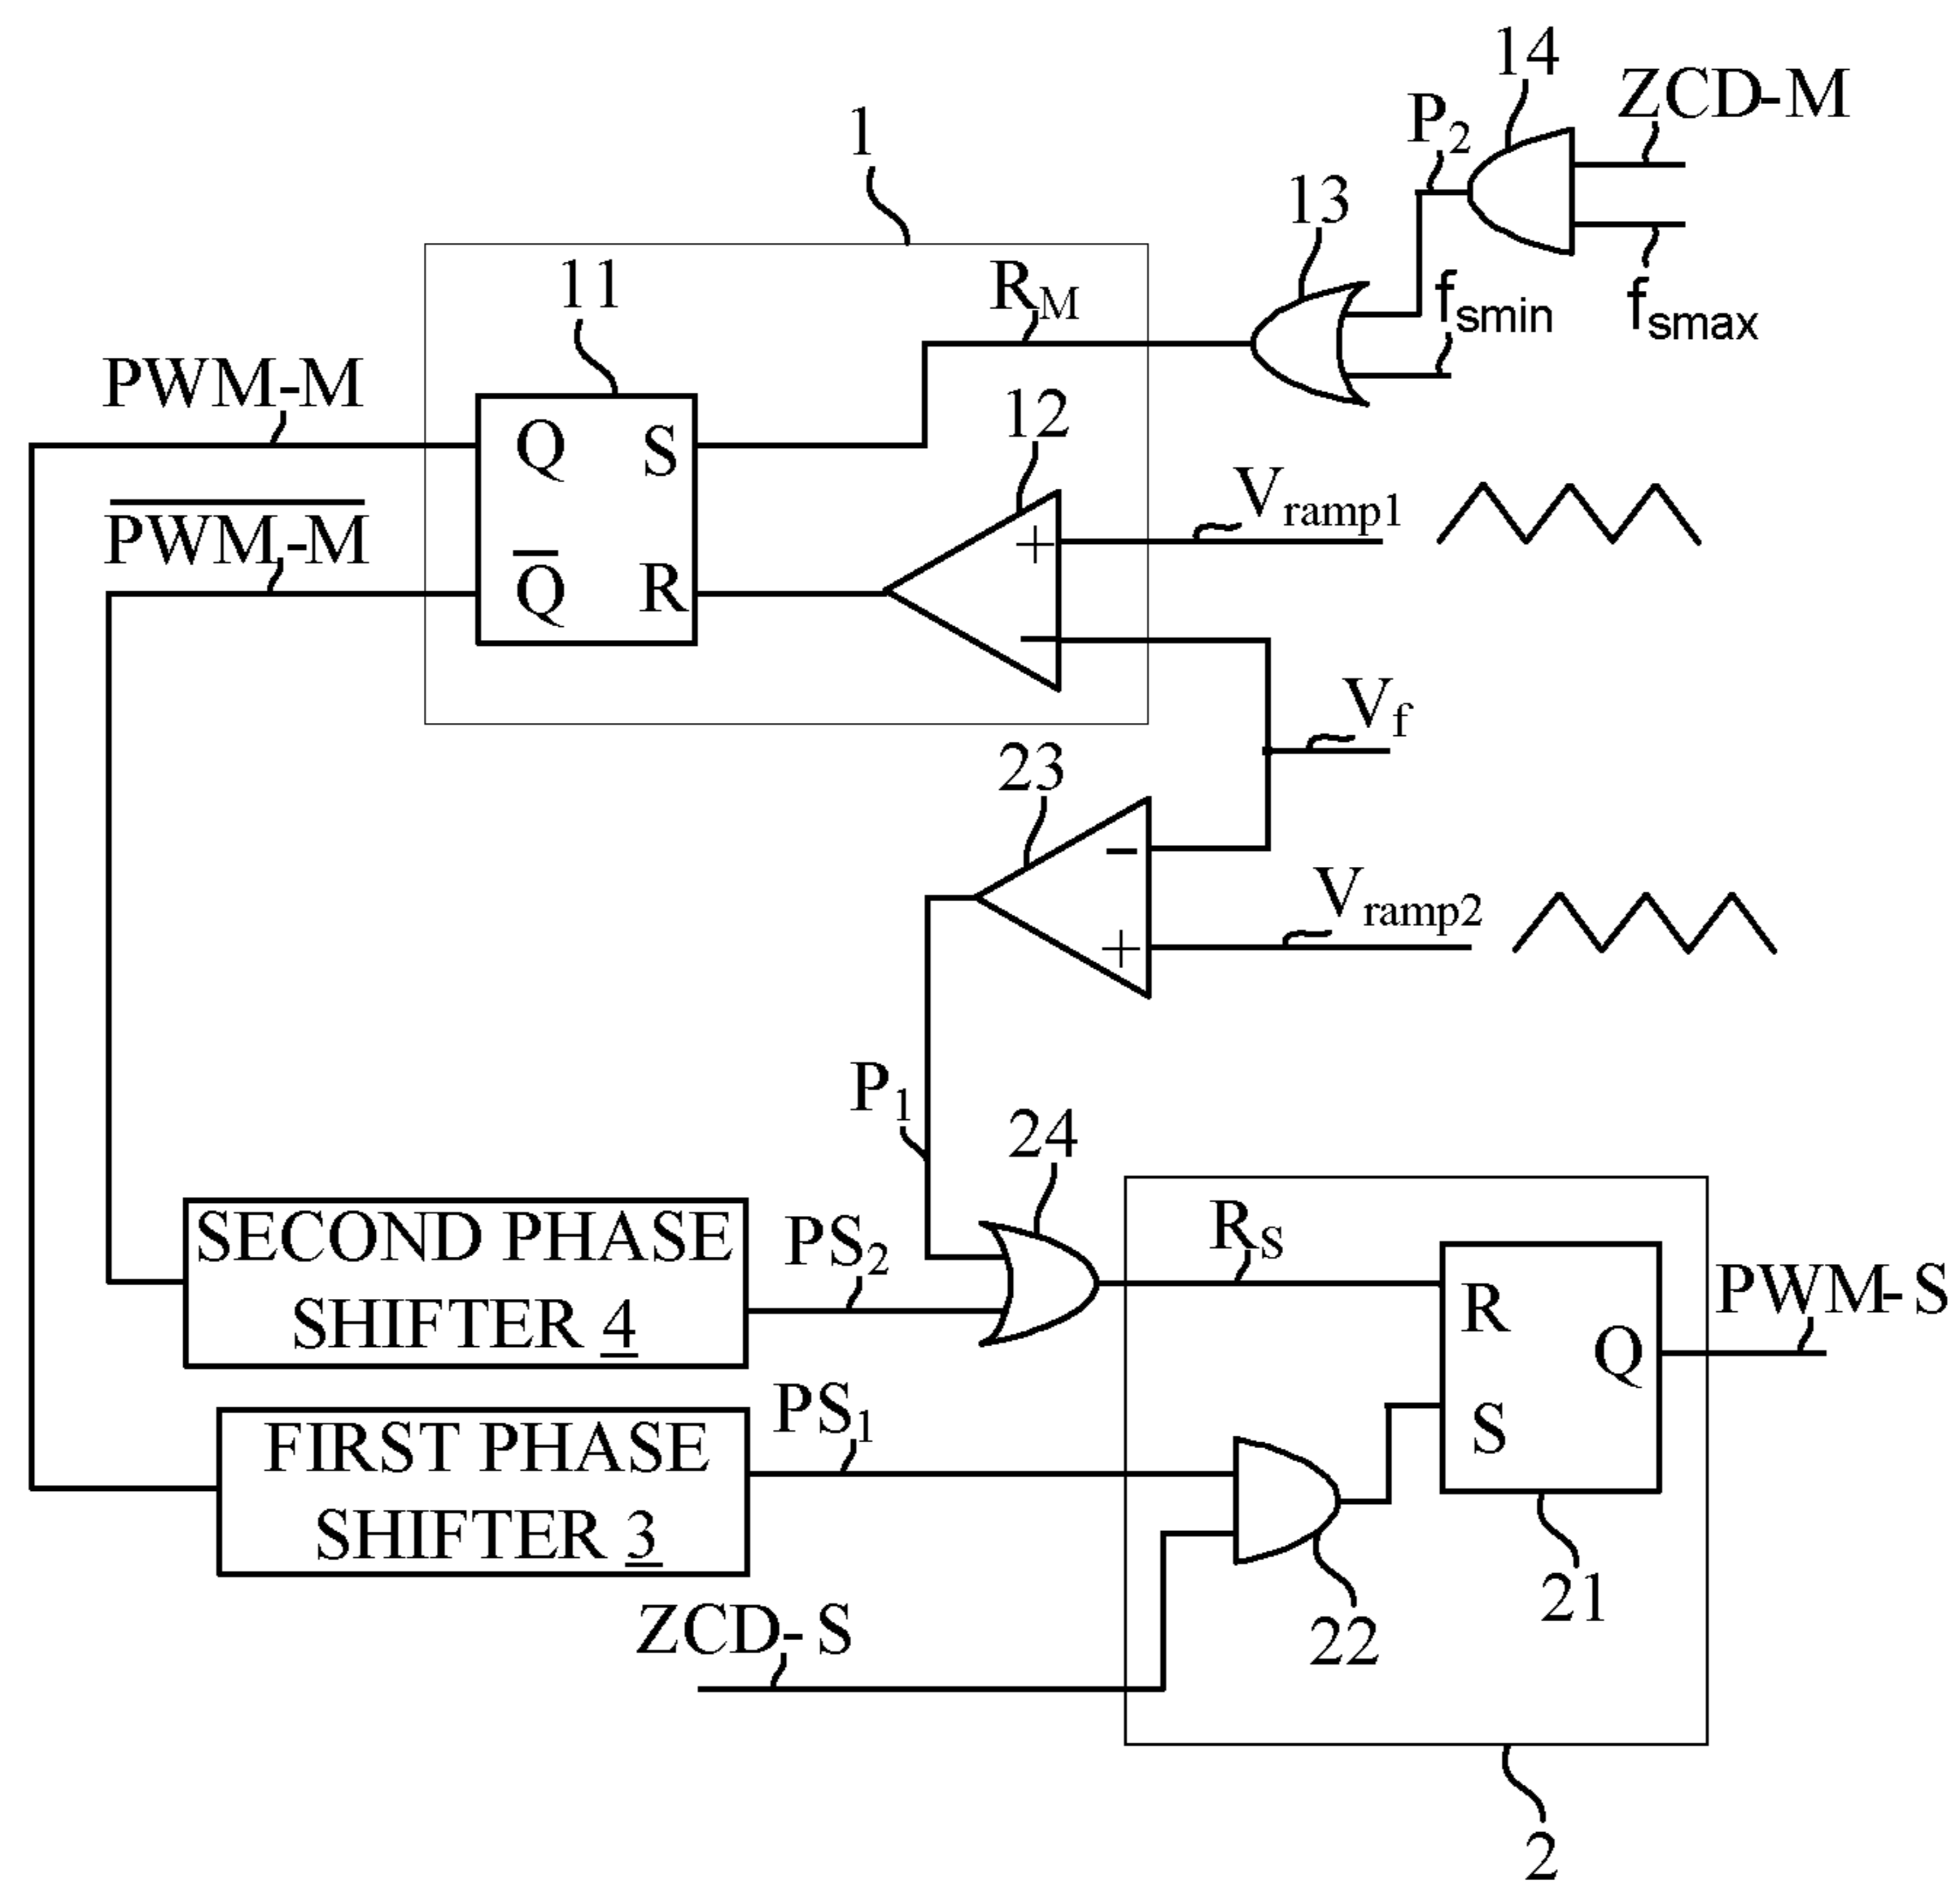 14
ZCD-M
P2
1
13
11
RM
fsmin
fsmax
PWM-M
12
Q S
Vramp1
+
PWM-M
Q R
−
Vf
23
-
Vramp2
+
P1
24
SECOND PHASE
SHIFTER 4
PS2
RS
R
Q
PWM-S
S
FIRST PHASE
SHIFTER 3
PS1
21
22
ZCD-S
2